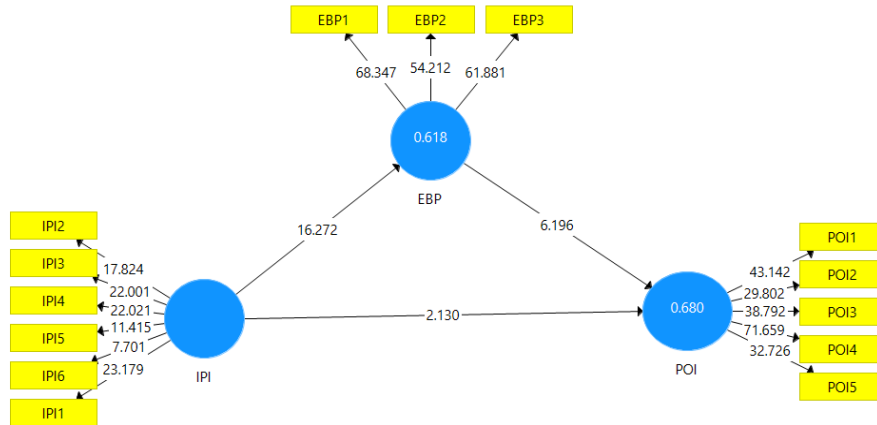 EBP1
EBP2
EBP3
68.347
54.212
61.881
0.618
EBP
16.272
6.196
IPI2
IPI3
IPI4
IPI5
IPI6
IPI1
17.824
22.001
22.021
11.415
7.701
23.179
IPI
2.130
0.680
POI
43.142
29.802
38.792
71.659
32.726
POI1
POI2
POI3
POI4
POI5